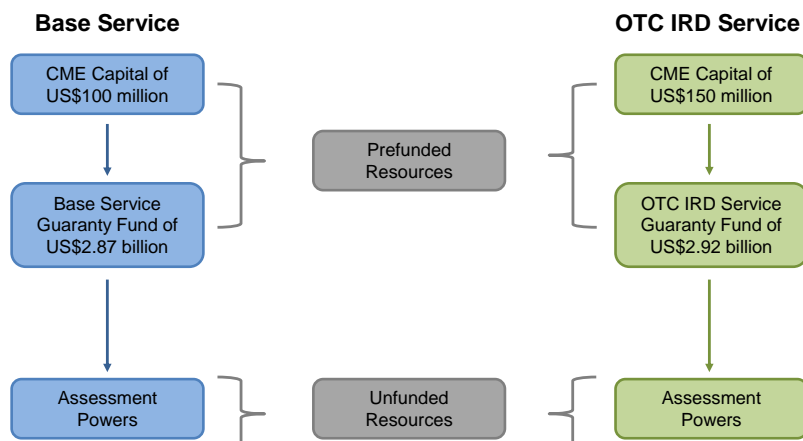 Base Service
OTC IRD Service
CME Capital of
US$100 million
CME Capital of
US$150 million
Prefunded
Resources
Base Service
Guaranty Fund of
US$2.87 billion
OTC IRD Service
Guaranty Fund of
US$2.92 billion
Assessment
Powers
Unfunded
Resources
Assessment
Powers